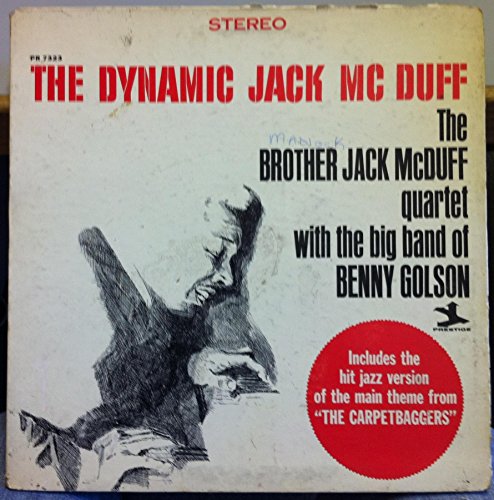 STEREO
PR 7323
THE DYNAMIC JACK MC DUFF
The
BROTHER JACK McDUFF
quartet
with the big band of
BENNY GOLSON
PRESTIGE
Includes the
hit jazz version
of the main theme from
"THE CARPETBAGGERS"